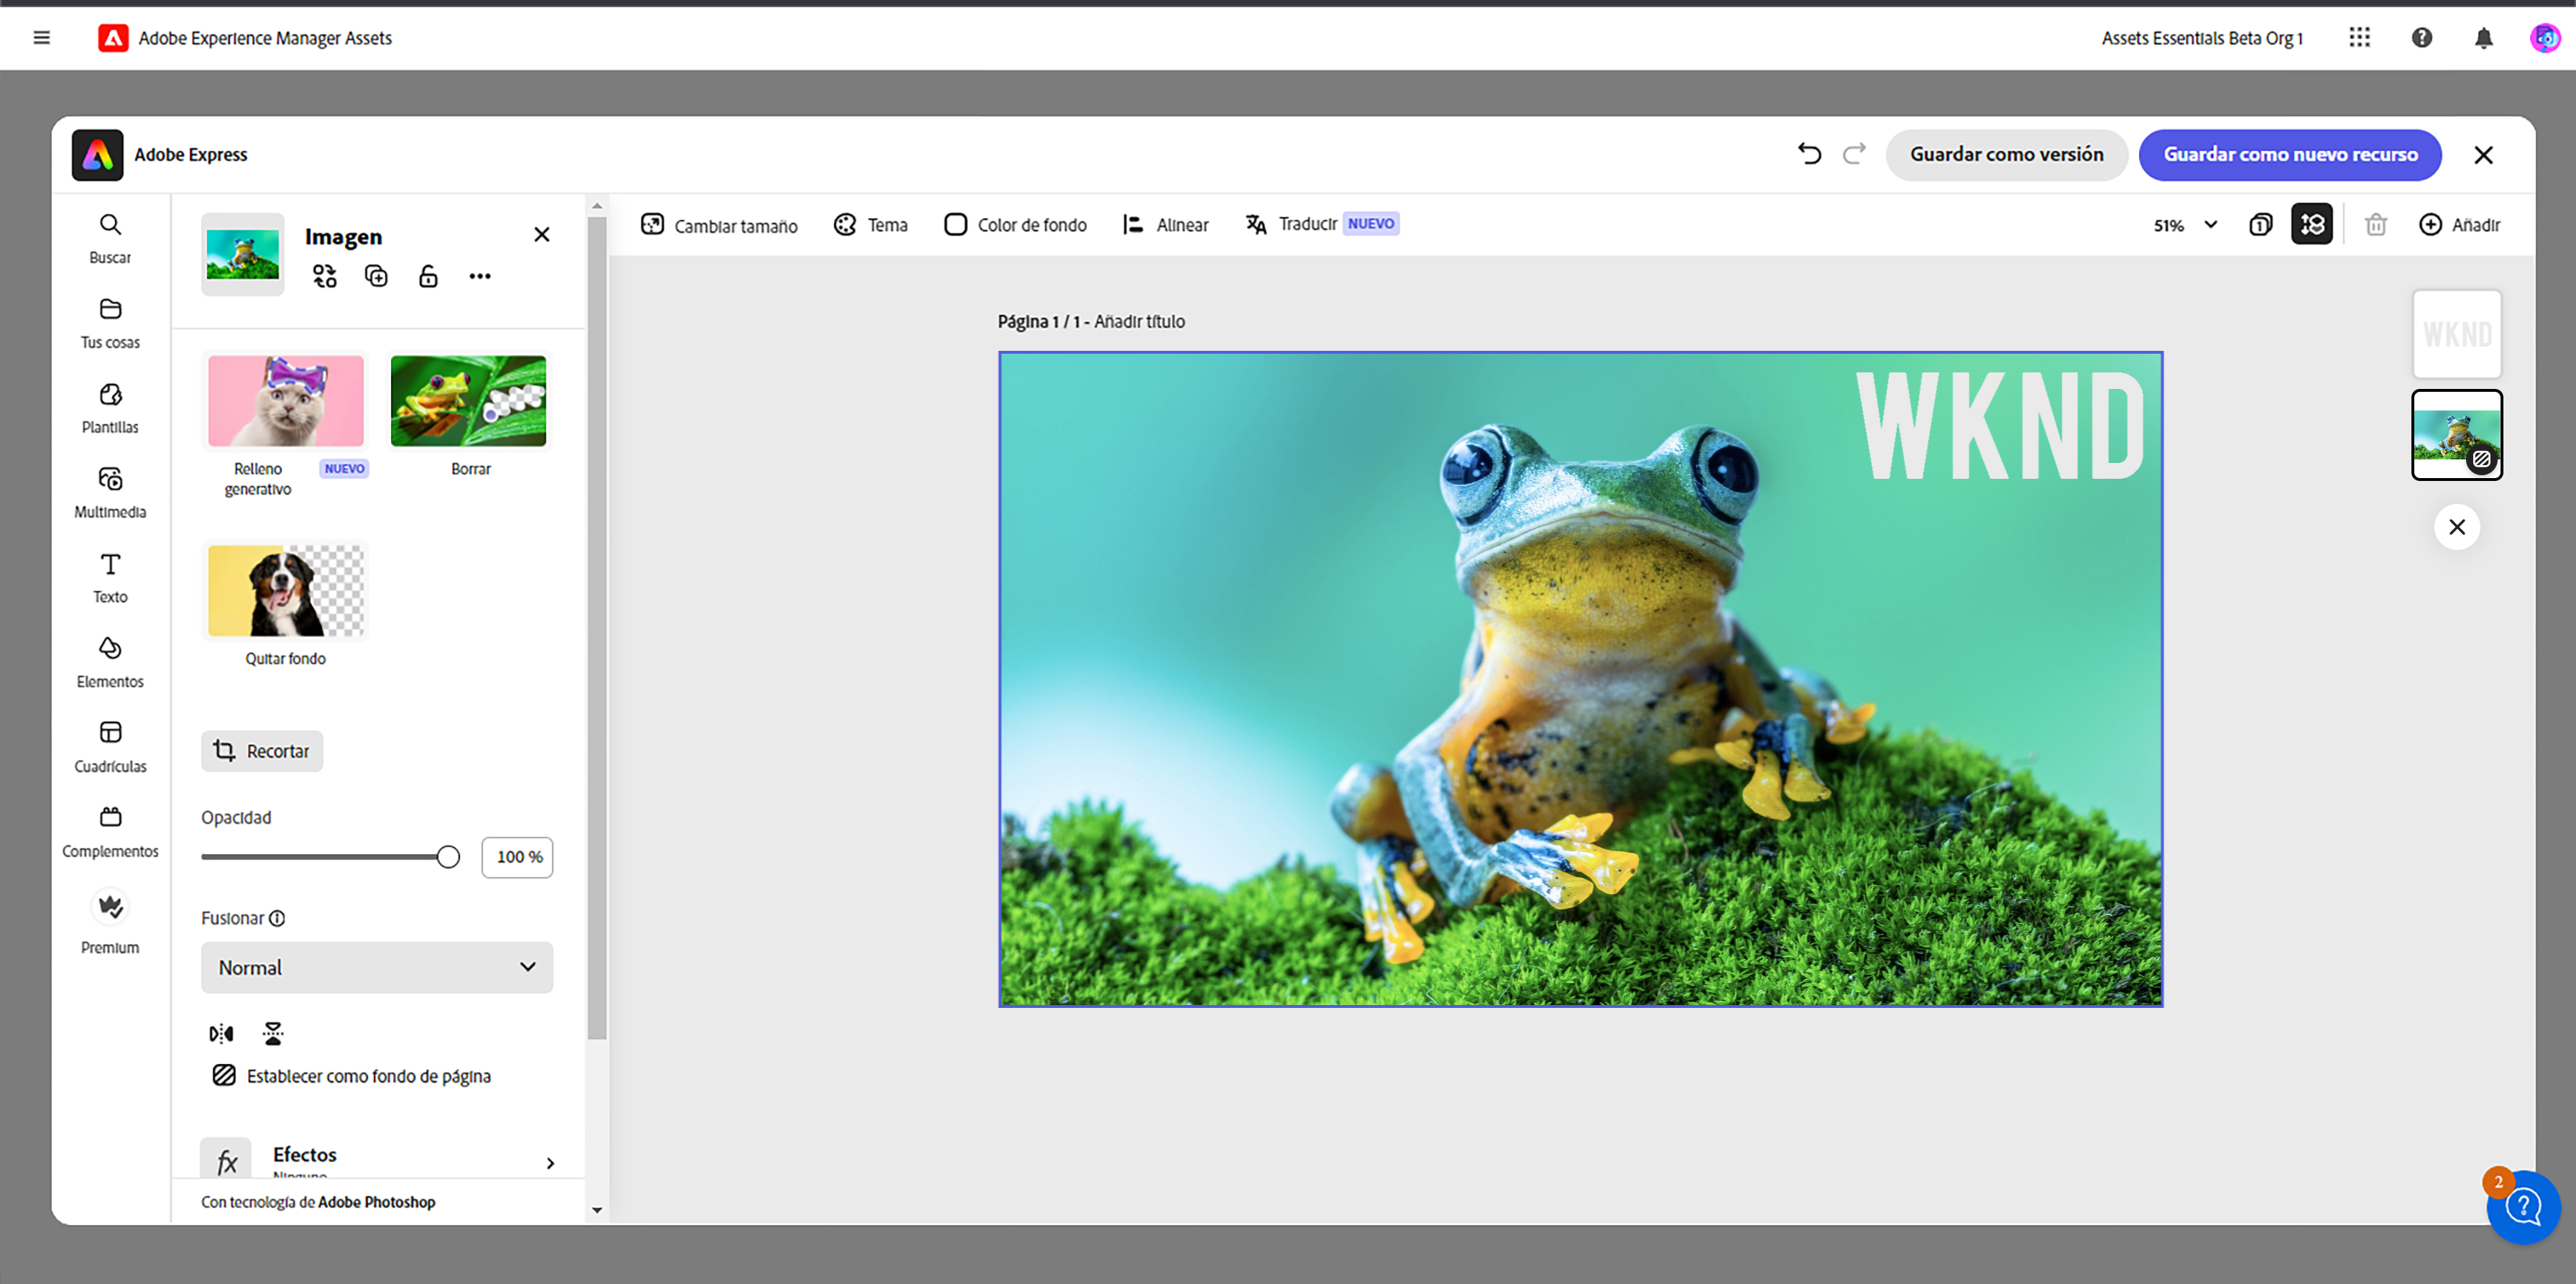 Adobe Experience Manager Assets
Assets Essentials Beta Org 1
Adobe Express
Guardar como versión
Guardar como nuevo recurso
Buscar
Tus cosas
Plantillas
Multimedia
Texto
Elementos
Cuadrículas
Complementos
Premium
Imagen
Relleno generativo
NUEVO
Borrar
Quitar fondo
Recortar
Opacidad
100 %
Fusionar
Normal
Establecer como fondo de página
fx
Efectos
Ninguno
Con tecnología de Adobe Photoshop
Cambiar tamaño
Tema
Color de fondo
Alinear
Traducir NUEVO
51%
1
Añadir
Página 1 / 1 - Añadir título
WKND
WKND
2